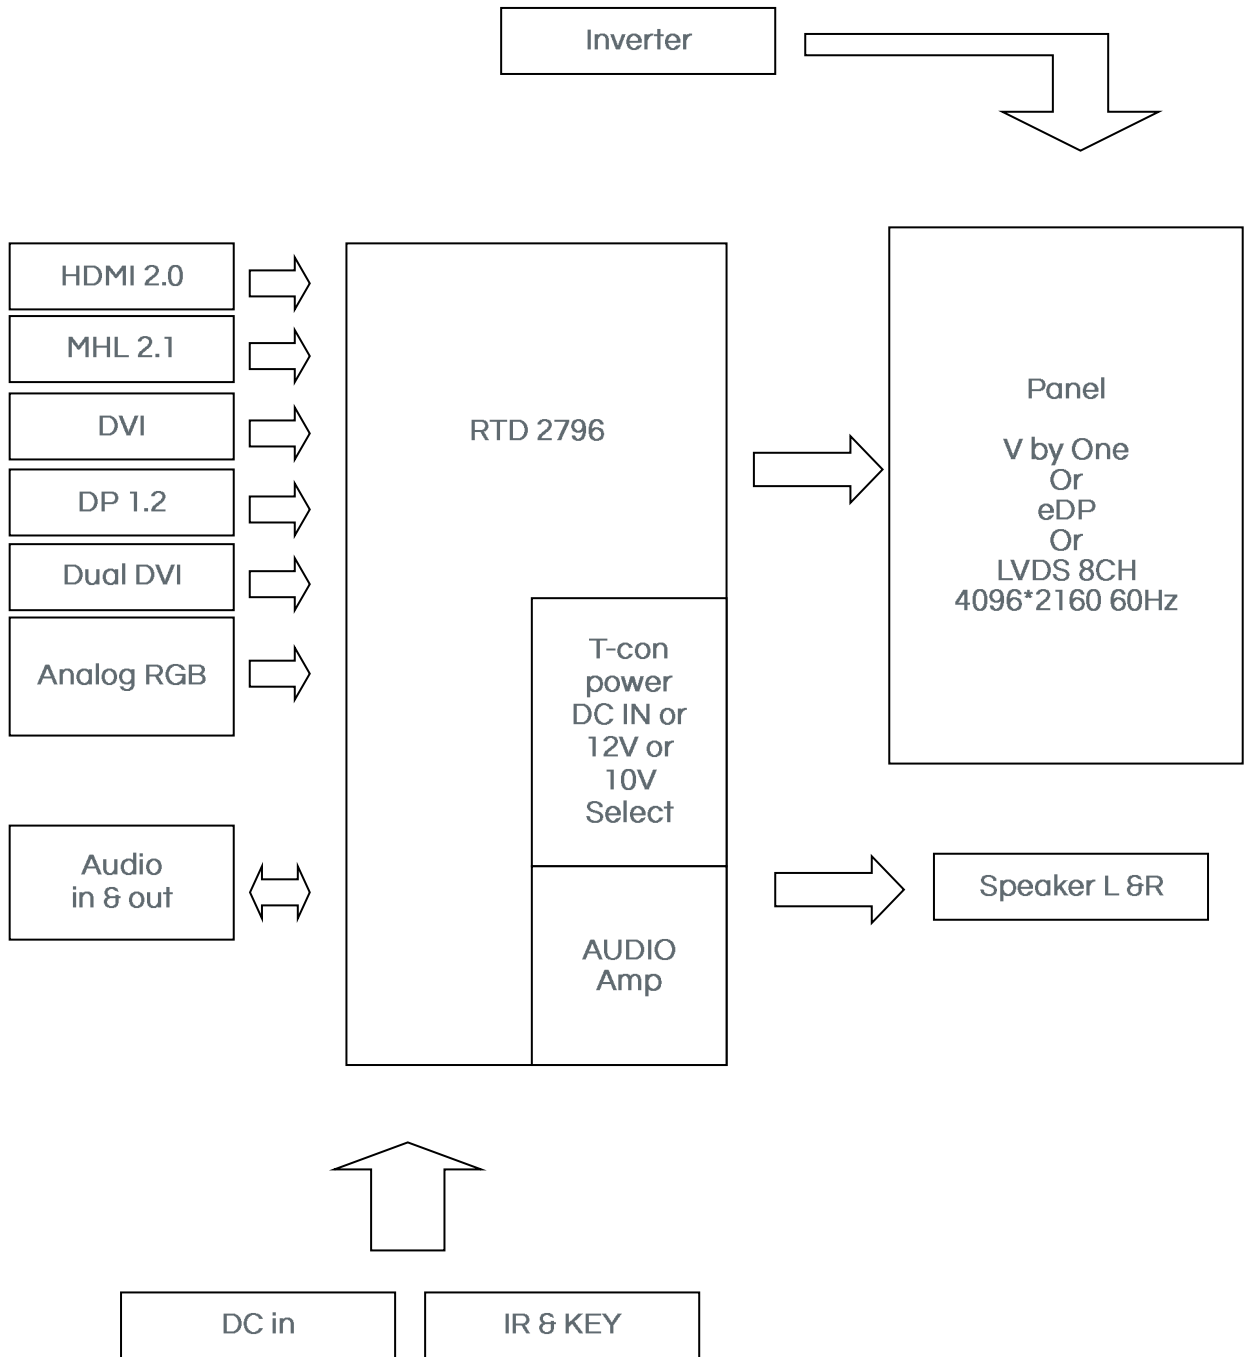 Inverter
HDMI 2.0
MHL 2.1
DVI
DP 1.2
Dual DVI
Analog RGB
Audio
in & out
RTD 2796
T-con
power
DC IN or
12V or
10V
Select
AUDIO
Amp
Panel
V by One
Or
eDP
Or
LVDS 8CH
4096*2160 60Hz
Speaker L &R
DC in
IR & KEY